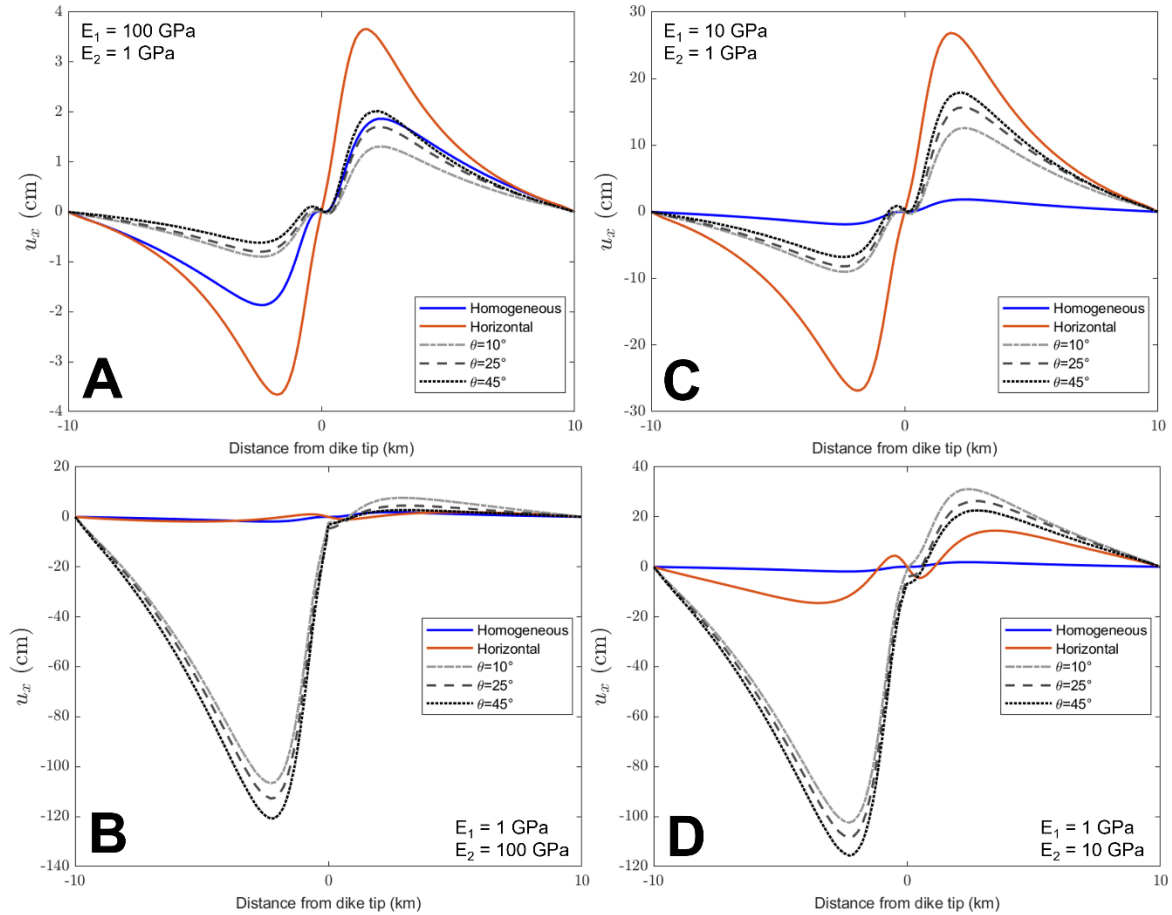 E₁ = 100 GPa
E₂ = 1 GPa
4
3
2
1
0
-1
-2
-3
-4
uₓ (cm)
Homogeneous
Horizontal
θ=10°
θ=25°
θ=45°
A
-10
0
10
Distance from dike tip (km)
E₁ = 10 GPa
E₂ = 1 GPa
30
20
10
0
-10
-20
-30
uₓ (cm)
Homogeneous
Horizontal
θ=10°
θ=25°
θ=45°
C
-10
0
10
Distance from dike tip (km)
20
0
-20
-40
-60
-80
-100
-120
-140
uₓ (cm)
Homogeneous
Horizontal
θ=10°
θ=25°
θ=45°
B
E₁ = 1 GPa
E₂ = 100 GPa
-10
0
10
Distance from dike tip (km)
40
20
0
-20
-40
-60
-80
-100
-120
uₓ (cm)
Homogeneous
Horizontal
θ=10°
θ=25°
θ=45°
D
E₁ = 1 GPa
E₂ = 10 GPa
-10
0
10
Distance from dike tip (km)